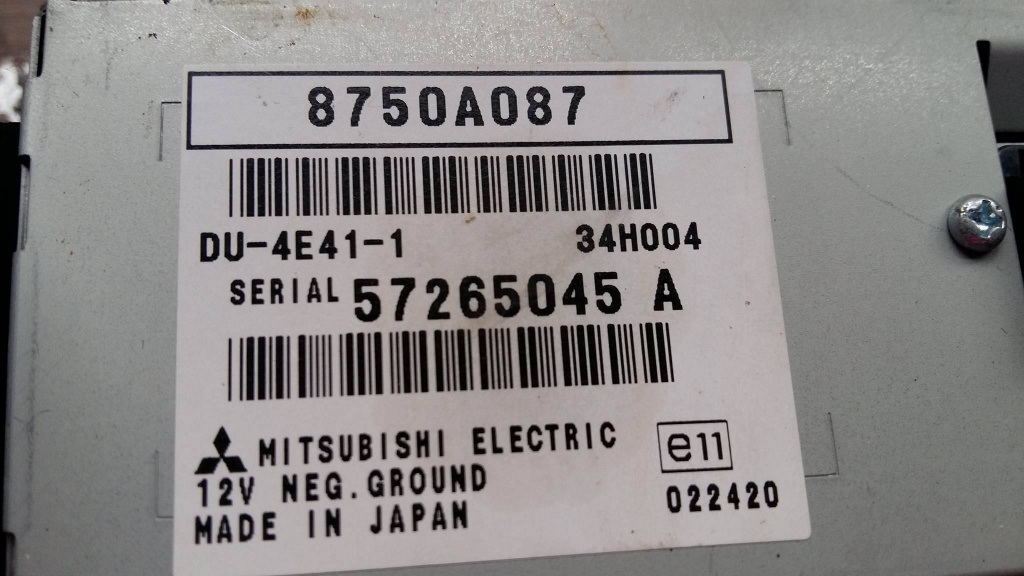 8750A087
DU-4E41-1 34H004
SERIAL 57265045 A
MITSUBISHI ELECTRIC e11
12V NEG.GROUND 022420
MADE IN JAPAN